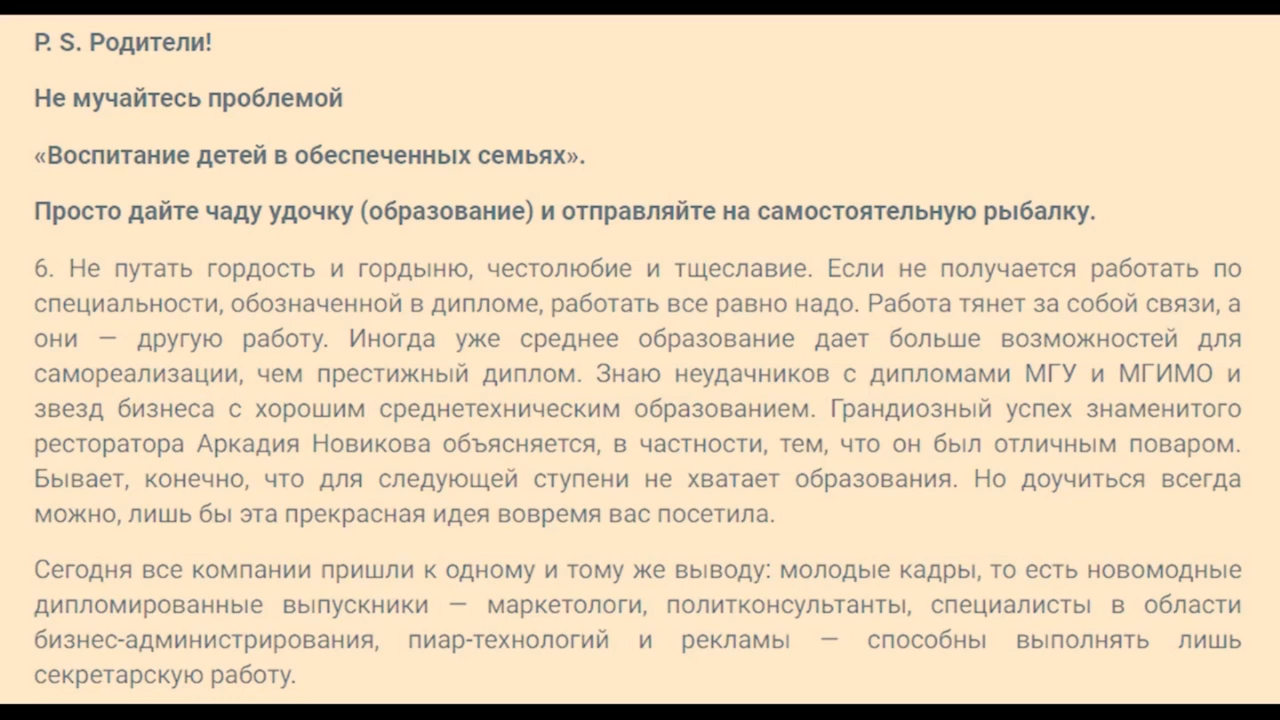 P. S. Родители!
Не мучайтесь проблемой
«Воспитание детей в обеспеченных семьях».
Просто дайте чаду удочку (образование) и отправляйте на самостоятельную рыбалку.
6. Не путать гордость и гордыню, честолюбие и тщеславие. Если не получается работать по
специальности, обозначенной в дипломе, работать все равно надо. Работа тянет за собой связи, а
они — другую работу. Иногда уже среднее образование дает больше возможностей для
самореализации, чем престижный диплом. Знаю неудачников с дипломами МГУ и МГИМО и
звезд бизнеса с хорошим среднетехническим образованием. Грандиозный успех знаменитого
ресторатора Аркадия Новикова объясняется, в частности, тем, что он был отличным поваром.
Бывает, конечно, что для следующей ступени не хватает образования. Но доучиться всегда
можно, лишь бы эта прекрасная идея вовремя вас посетила.
Сегодня все компании пришли к одному и тому же выводу: молодые кадры, то есть новомодные
дипломированные выпускники — маркетологи, политконсультанты, специалисты в области
бизнес-администрирования, пиар-технологий и рекламы — способны выполнять лишь
секретарскую работу.